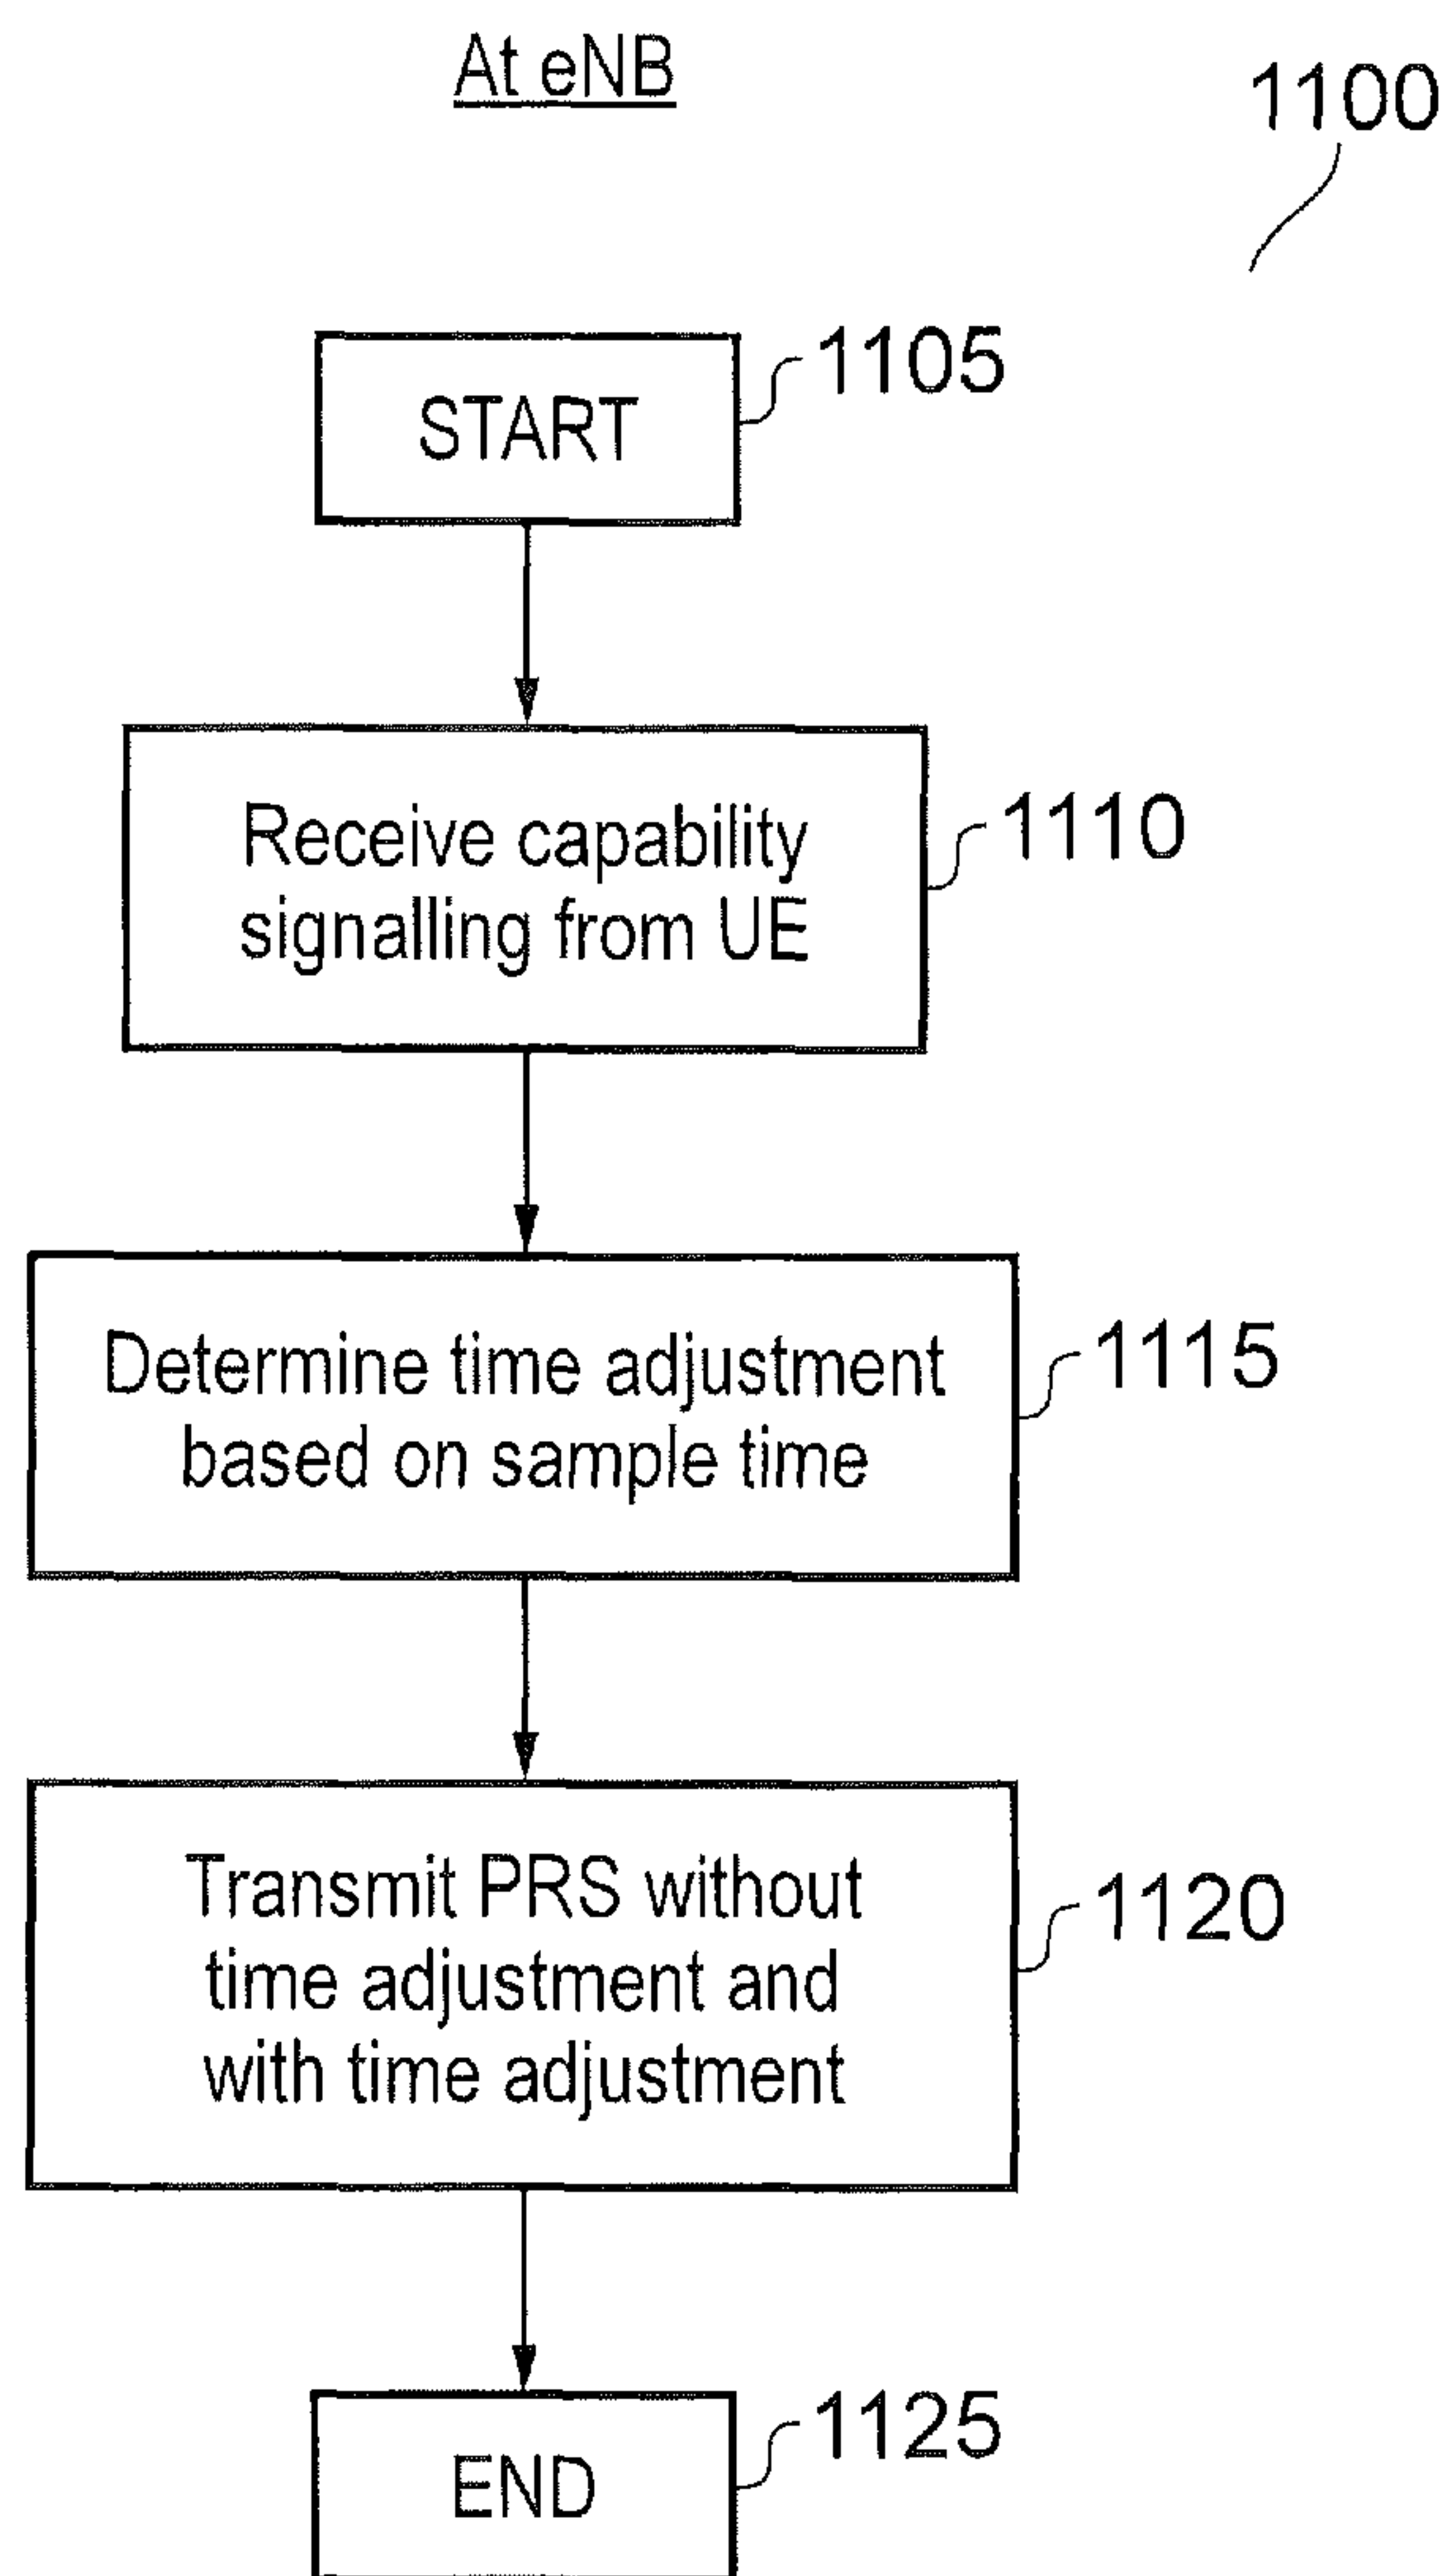 At eNB
1100
START
1105
Receive capability
signalling from UE
1110
Determine time adjustment
based on sample time
1115
Transmit PRS without
time adjustment and
with time adjustment
1120
END
1125